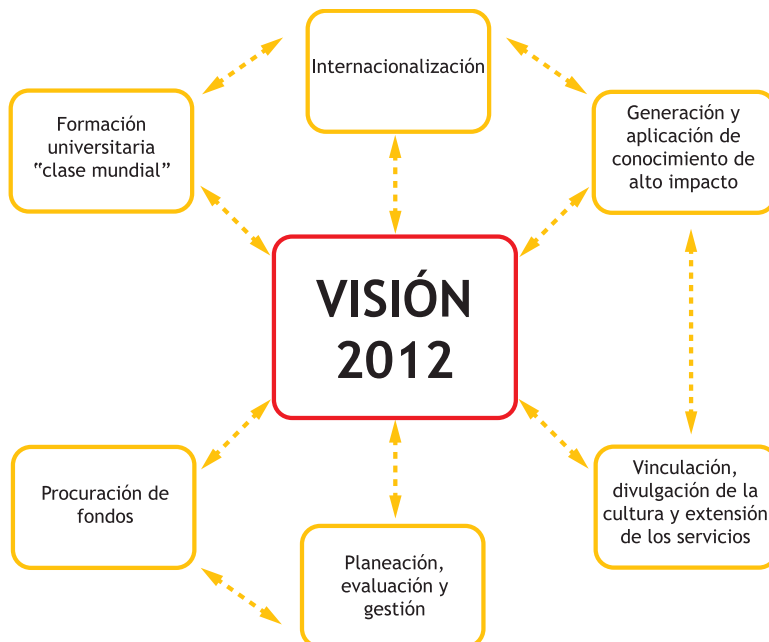 Internacionalización
Formación
universitaria
“clase mundial”
Generación y
aplicación de
conocimiento de
alto impacto
VISIÓN
2012
Procuración de
fondos
Vinculación,
divulgación de la
cultura y extensión
de los servicios
Planeación,
evaluación y
gestión